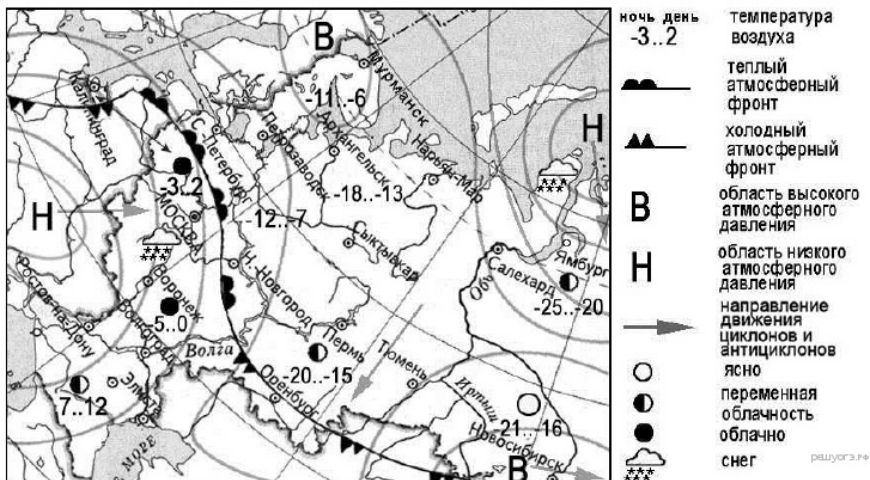 В
Мурманск
-11..-6
Калининград
С.-Петербург
Петрозаводск
Архангельск
Нарьян-Мар
Н
-3..2
-18..-13
МОСКВА
-12..-7
Сыктывкар
Н
Обь
Салехард
Ямбург
-25..-20
Ростов-на-Дону
Воронеж
Н. Новгород
-5..0
Волгоград
Волга
Пермь
-20..-15
Тюмень
Иртыш
7..12
Элиста
Оренбург
-21..-16
Новосибирск
Е МОРЕ
В
ночь день
-3..2
температура
воздуха
теплый
атмосферный
фронт
холодный
атмосферный
фронт
В
область высокого
атмосферного
давления
Н
область низкого
атмосферного
давления
направление
движения
циклонов и
антициклонов
ясно
переменная
облачность
облачно
снег
решуогэ.рф